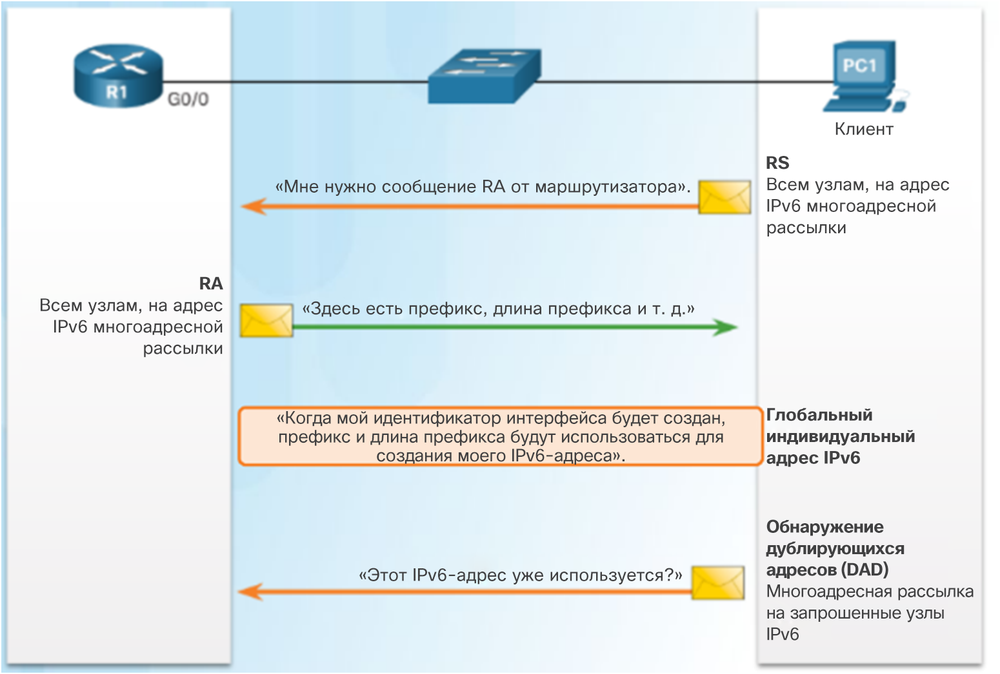 R1
G0/0
PC1
Клиент
RS
Всем узлам, на адрес
IPv6 многоадресной
рассылки
«Мне нужно сообщение RA от маршрутизатора».
RA
Всем узлам, на адрес
IPv6 многоадресной
рассылки
«Здесь есть префикс, длина префикса и т. д.»
«Когда мой идентификатор интерфейса будет создан,
префикс и длина префикса будут использоваться для
создания моего IPv6-адреса».
Глобальный
индивидуальный
адрес IPv6
Обнаружение
дублирующихся
адресов (DAD)
Многоадресная рассылка
на запрошенные узлы
IPv6
«Этот IPv6-адрес уже используется?»